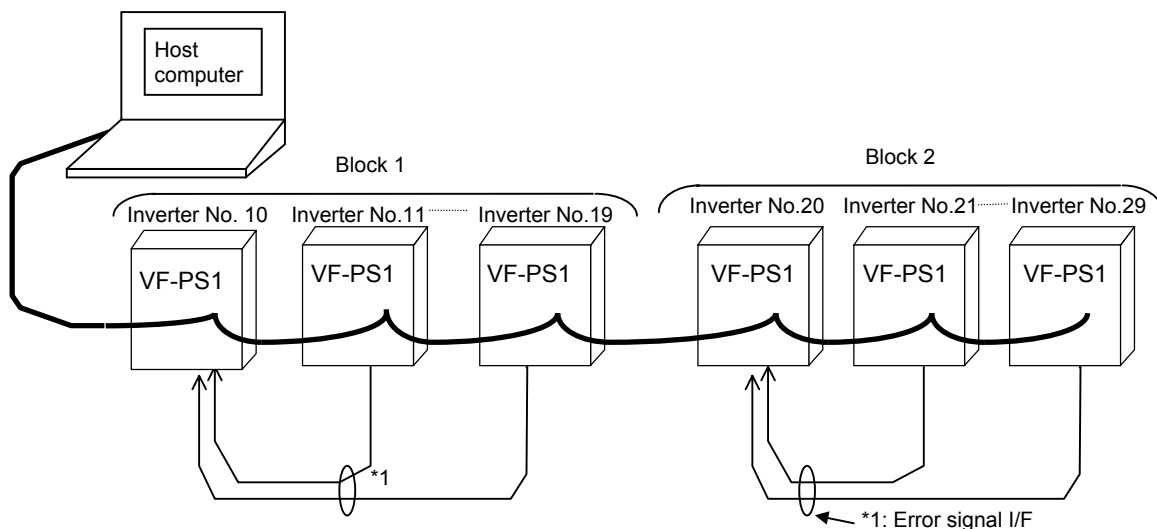 Host
computer
Block 1
Block 2
Inverter No. 10
Inverter No.11
Inverter No.19
Inverter No.20
Inverter No.21
Inverter No.29
VF-PS1
VF-PS1
VF-PS1
VF-PS1
VF-PS1
VF-PS1
*1
*1: Error signal I/F